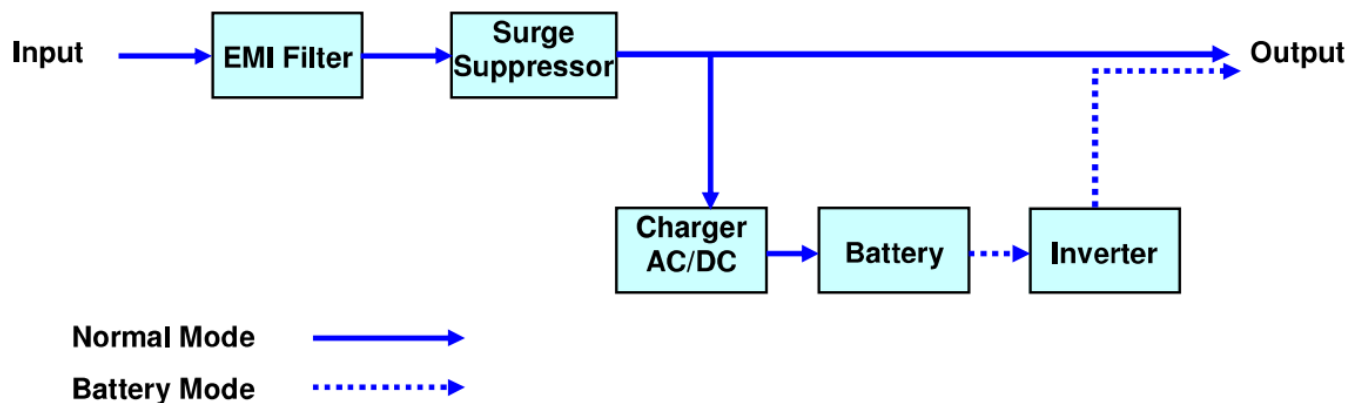 Input
EMI Filter
Surge
Suppressor
Output
Charger
AC/DC
Battery
Inverter
Normal Mode
Battery Mode